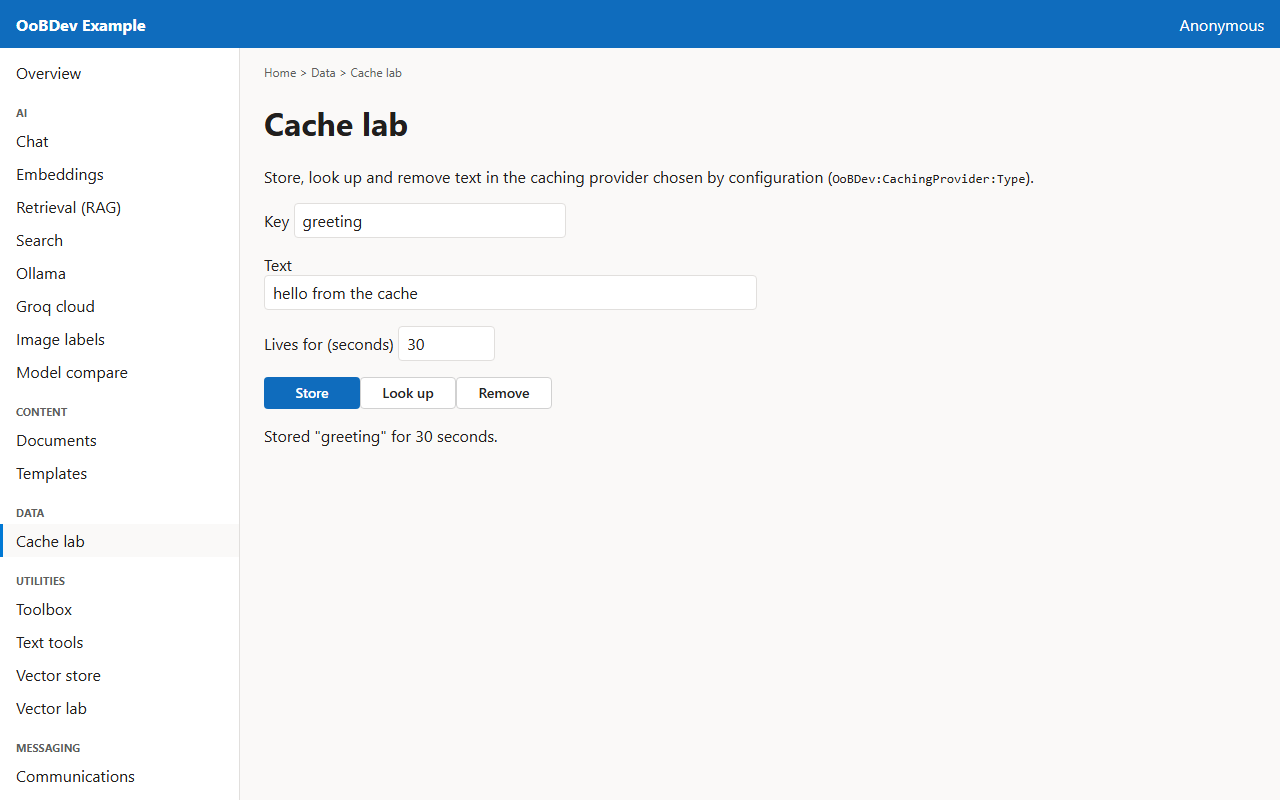 OoBDev Example
Anonymous
Overview
AI
Chat
Embeddings
Retrieval (RAG)
Search
Ollama
Groq cloud
Image labels
Model compare
CONTENT
Documents
Templates
DATA
Cache lab
UTILITIES
Toolbox
Text tools
Vector store
Vector lab
MESSAGING
Communications
Home > Data > Cache lab
Cache lab
Store, look up and remove text in the caching provider chosen by configuration (OoBDev:CachingProvider:Type).
Key greeting
Text
hello from the cache
Lives for (seconds) 30
Store Look up Remove
Stored "greeting" for 30 seconds.